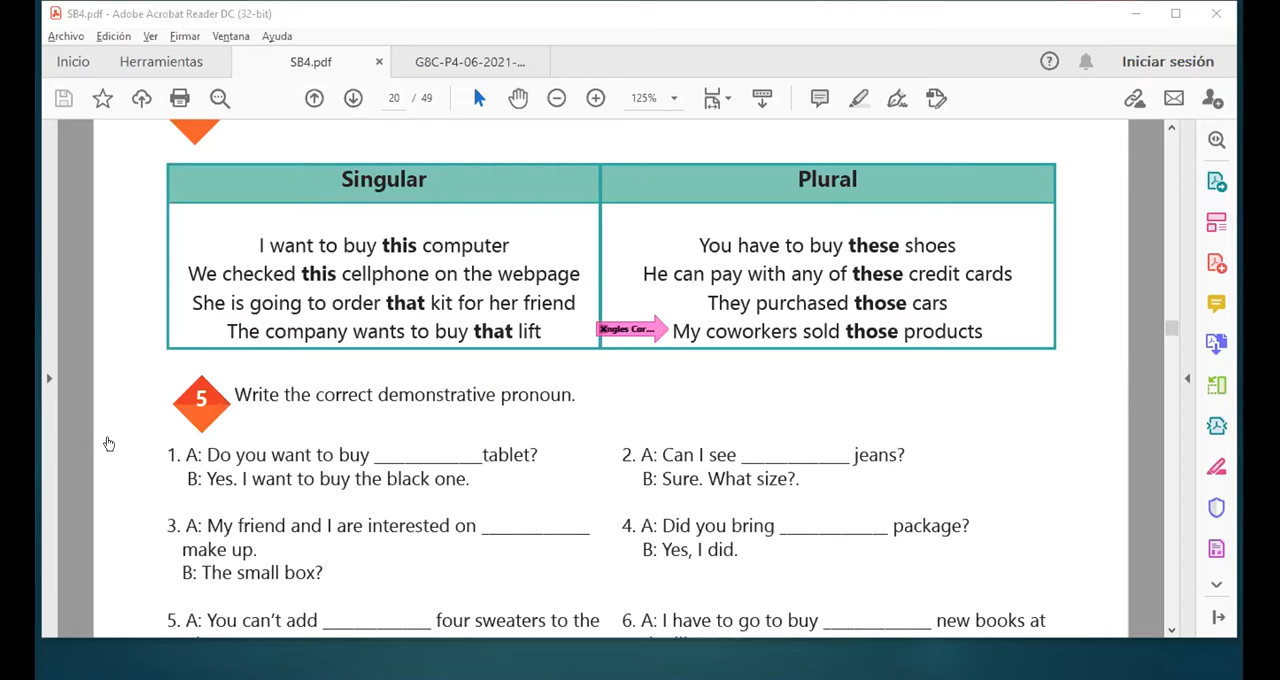 SB4.pdf - Adobe Acrobat Reader DC (32-bit)
Archivo Edición Ver Firmar Ventana Ayuda
Inicio Herramientas SB4.pdf × G8C-P4-06-2021-... Iniciar sesión
20 / 49 125%
Singular Plural
I want to buy this computer
We checked this cellphone on the webpage
She is going to order that kit for her friend
The company wants to buy that lift
You have to buy these shoes
He can pay with any of these credit cards
They purchased those cars
My coworkers sold those products
5 Write the correct demonstrative pronoun.
1. A: Do you want to buy ____________tablet?
B: Yes. I want to buy the black one.
2. A: Can I see ____________ jeans?
B: Sure. What size?.
3. A: My friend and I are interested on ____________
make up.
B: The small box?
4. A: Did you bring ____________ package?
B: Yes, I did.
5. A: You can't add ____________ four sweaters to the
6. A: I have to go to buy ____________ new books at